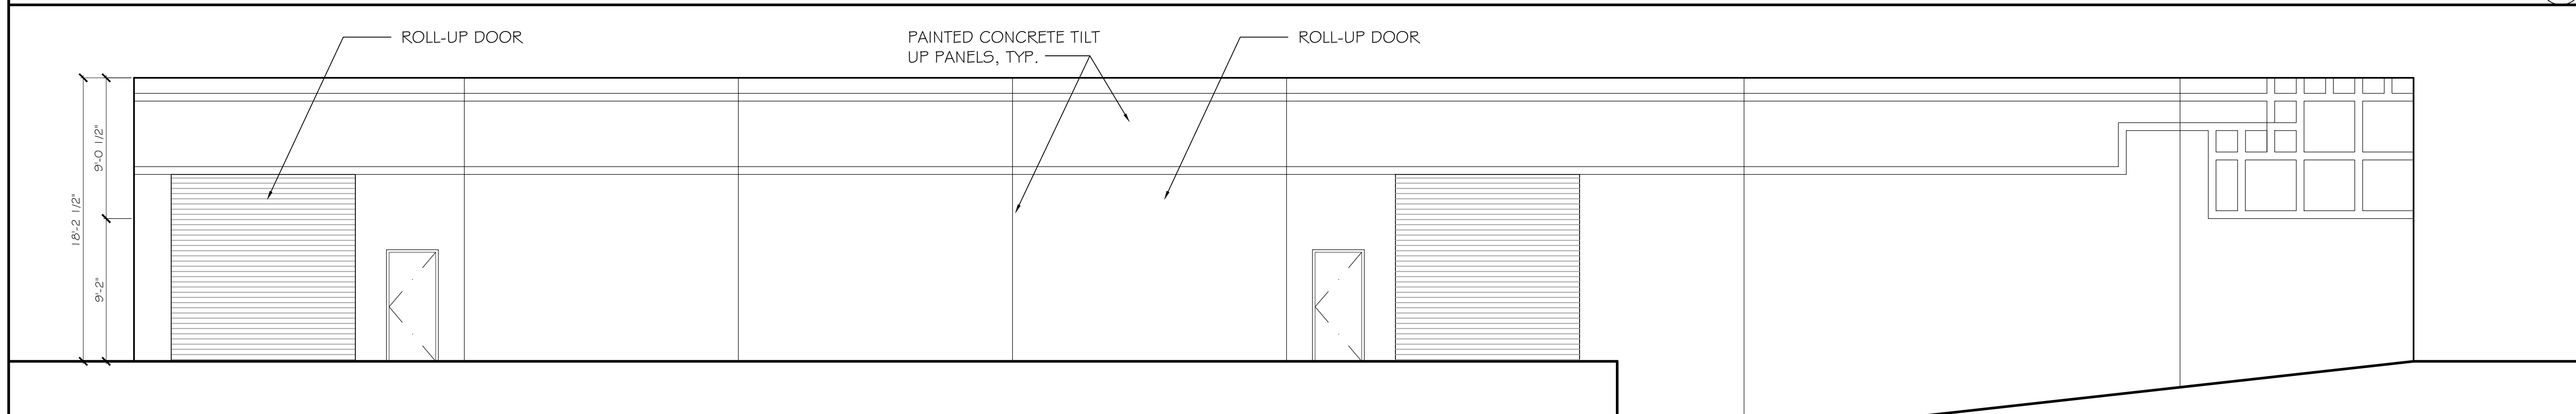 ROLL-UP DOOR
PAINTED CONCRETE TILT
UP PANELS, TYP.
ROLL-UP DOOR
9'-0 1/2"
18'-2 1/2"
9'-2"